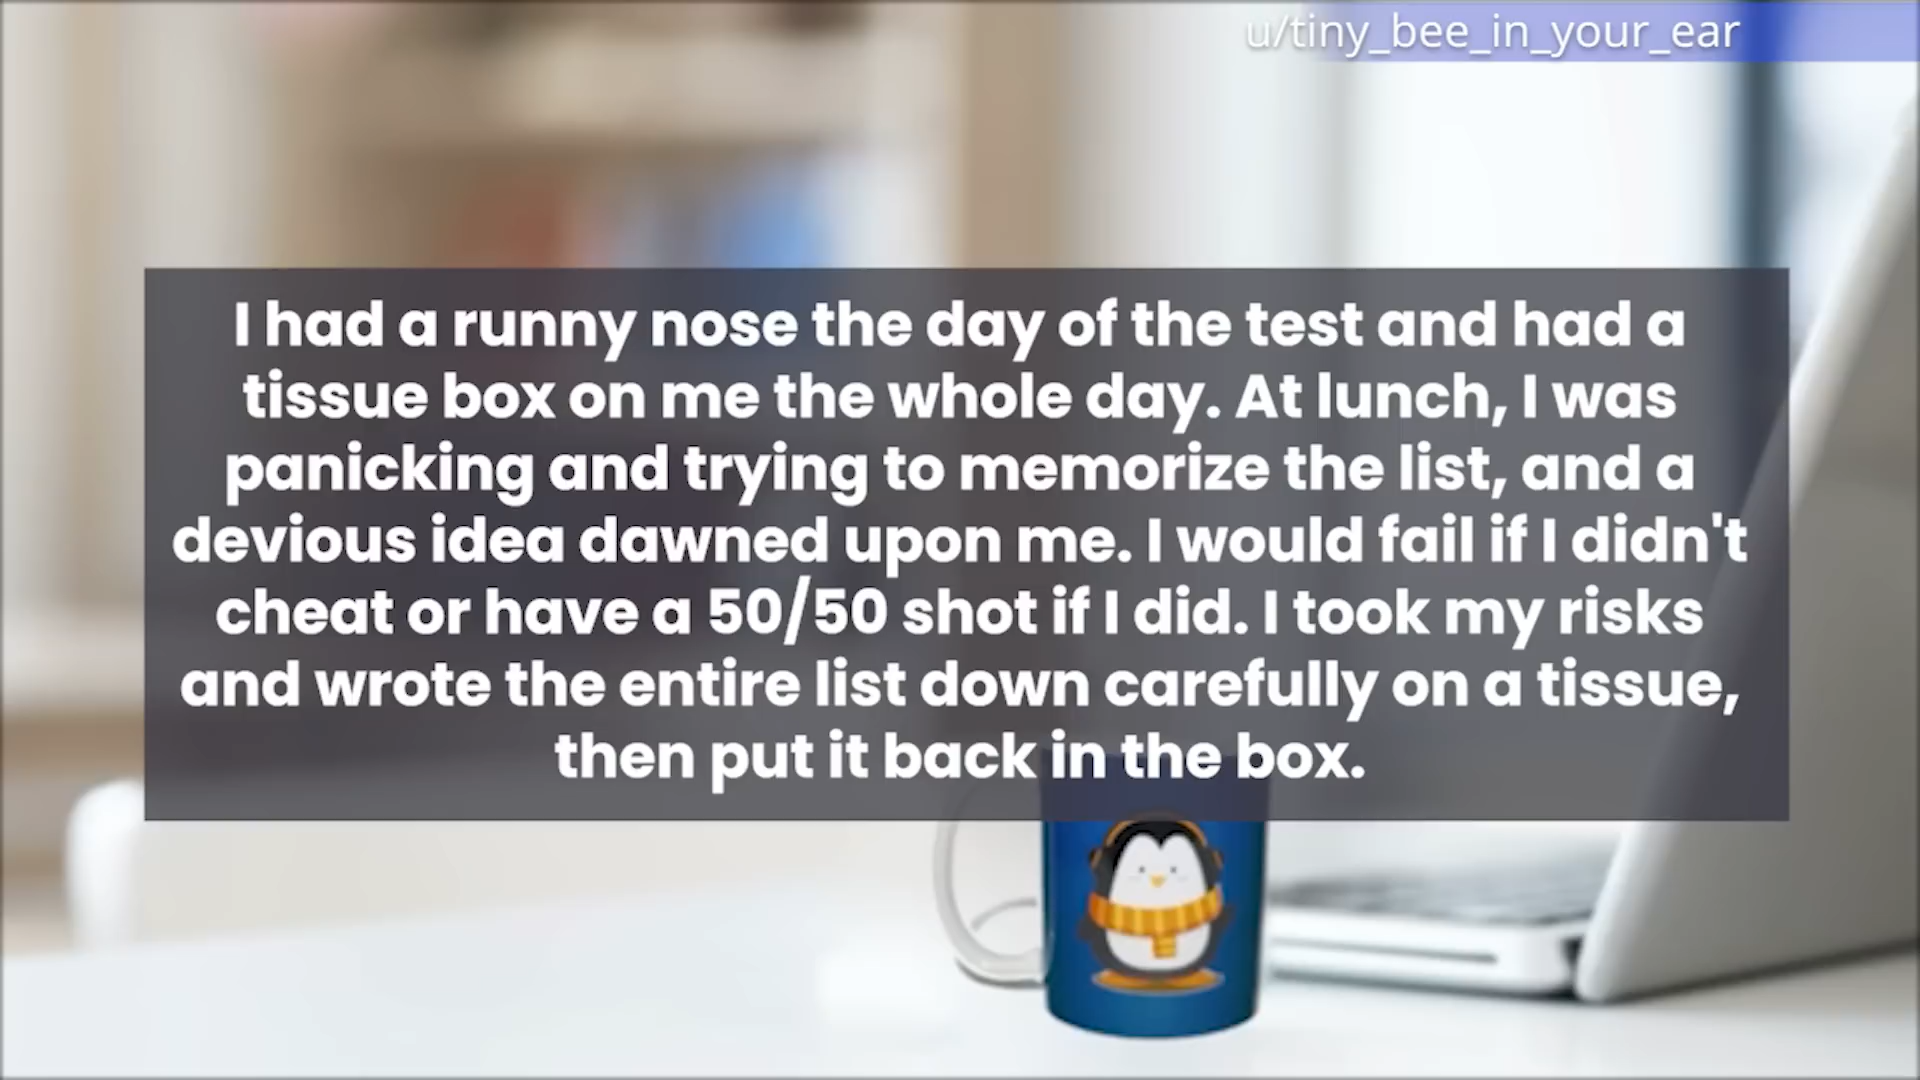 u/tiny_bee_in_your_ear
I had a runny nose the day of the test and had a
tissue box on me the whole day. At lunch, I was
panicking and trying to memorize the list, and a
devious idea dawned upon me. I would fail if I didn't
cheat or have a 50/50 shot if I did. I took my risks
and wrote the entire list down carefully on a tissue,
then put it back in the box.